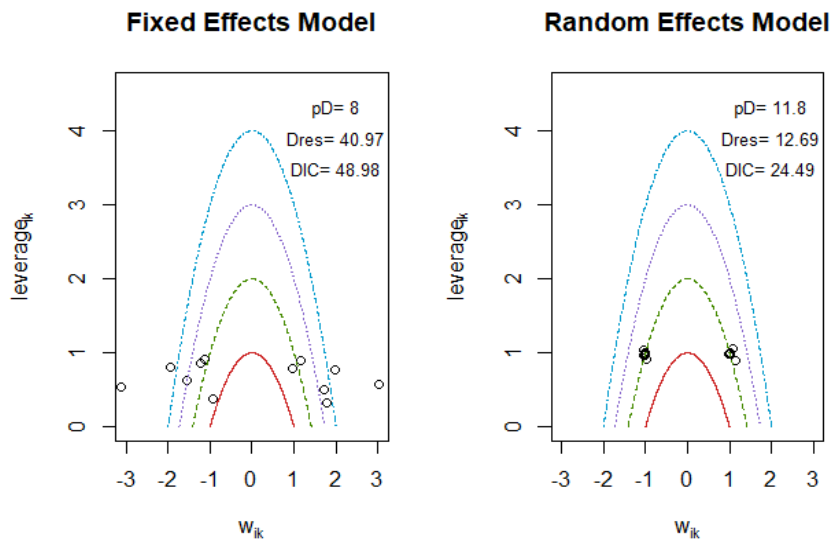 Fixed Effects Model
pD= 8
Dres= 40.97
DIC= 48.98
4
3
2
1
0
leverage_ik
-3 -2 -1 0 1 2 3
w_ik
Random Effects Model
pD= 11.8
Dres= 12.69
DIC= 24.49
4
3
2
1
0
leverage_ik
-3 -2 -1 0 1 2 3
w_ik